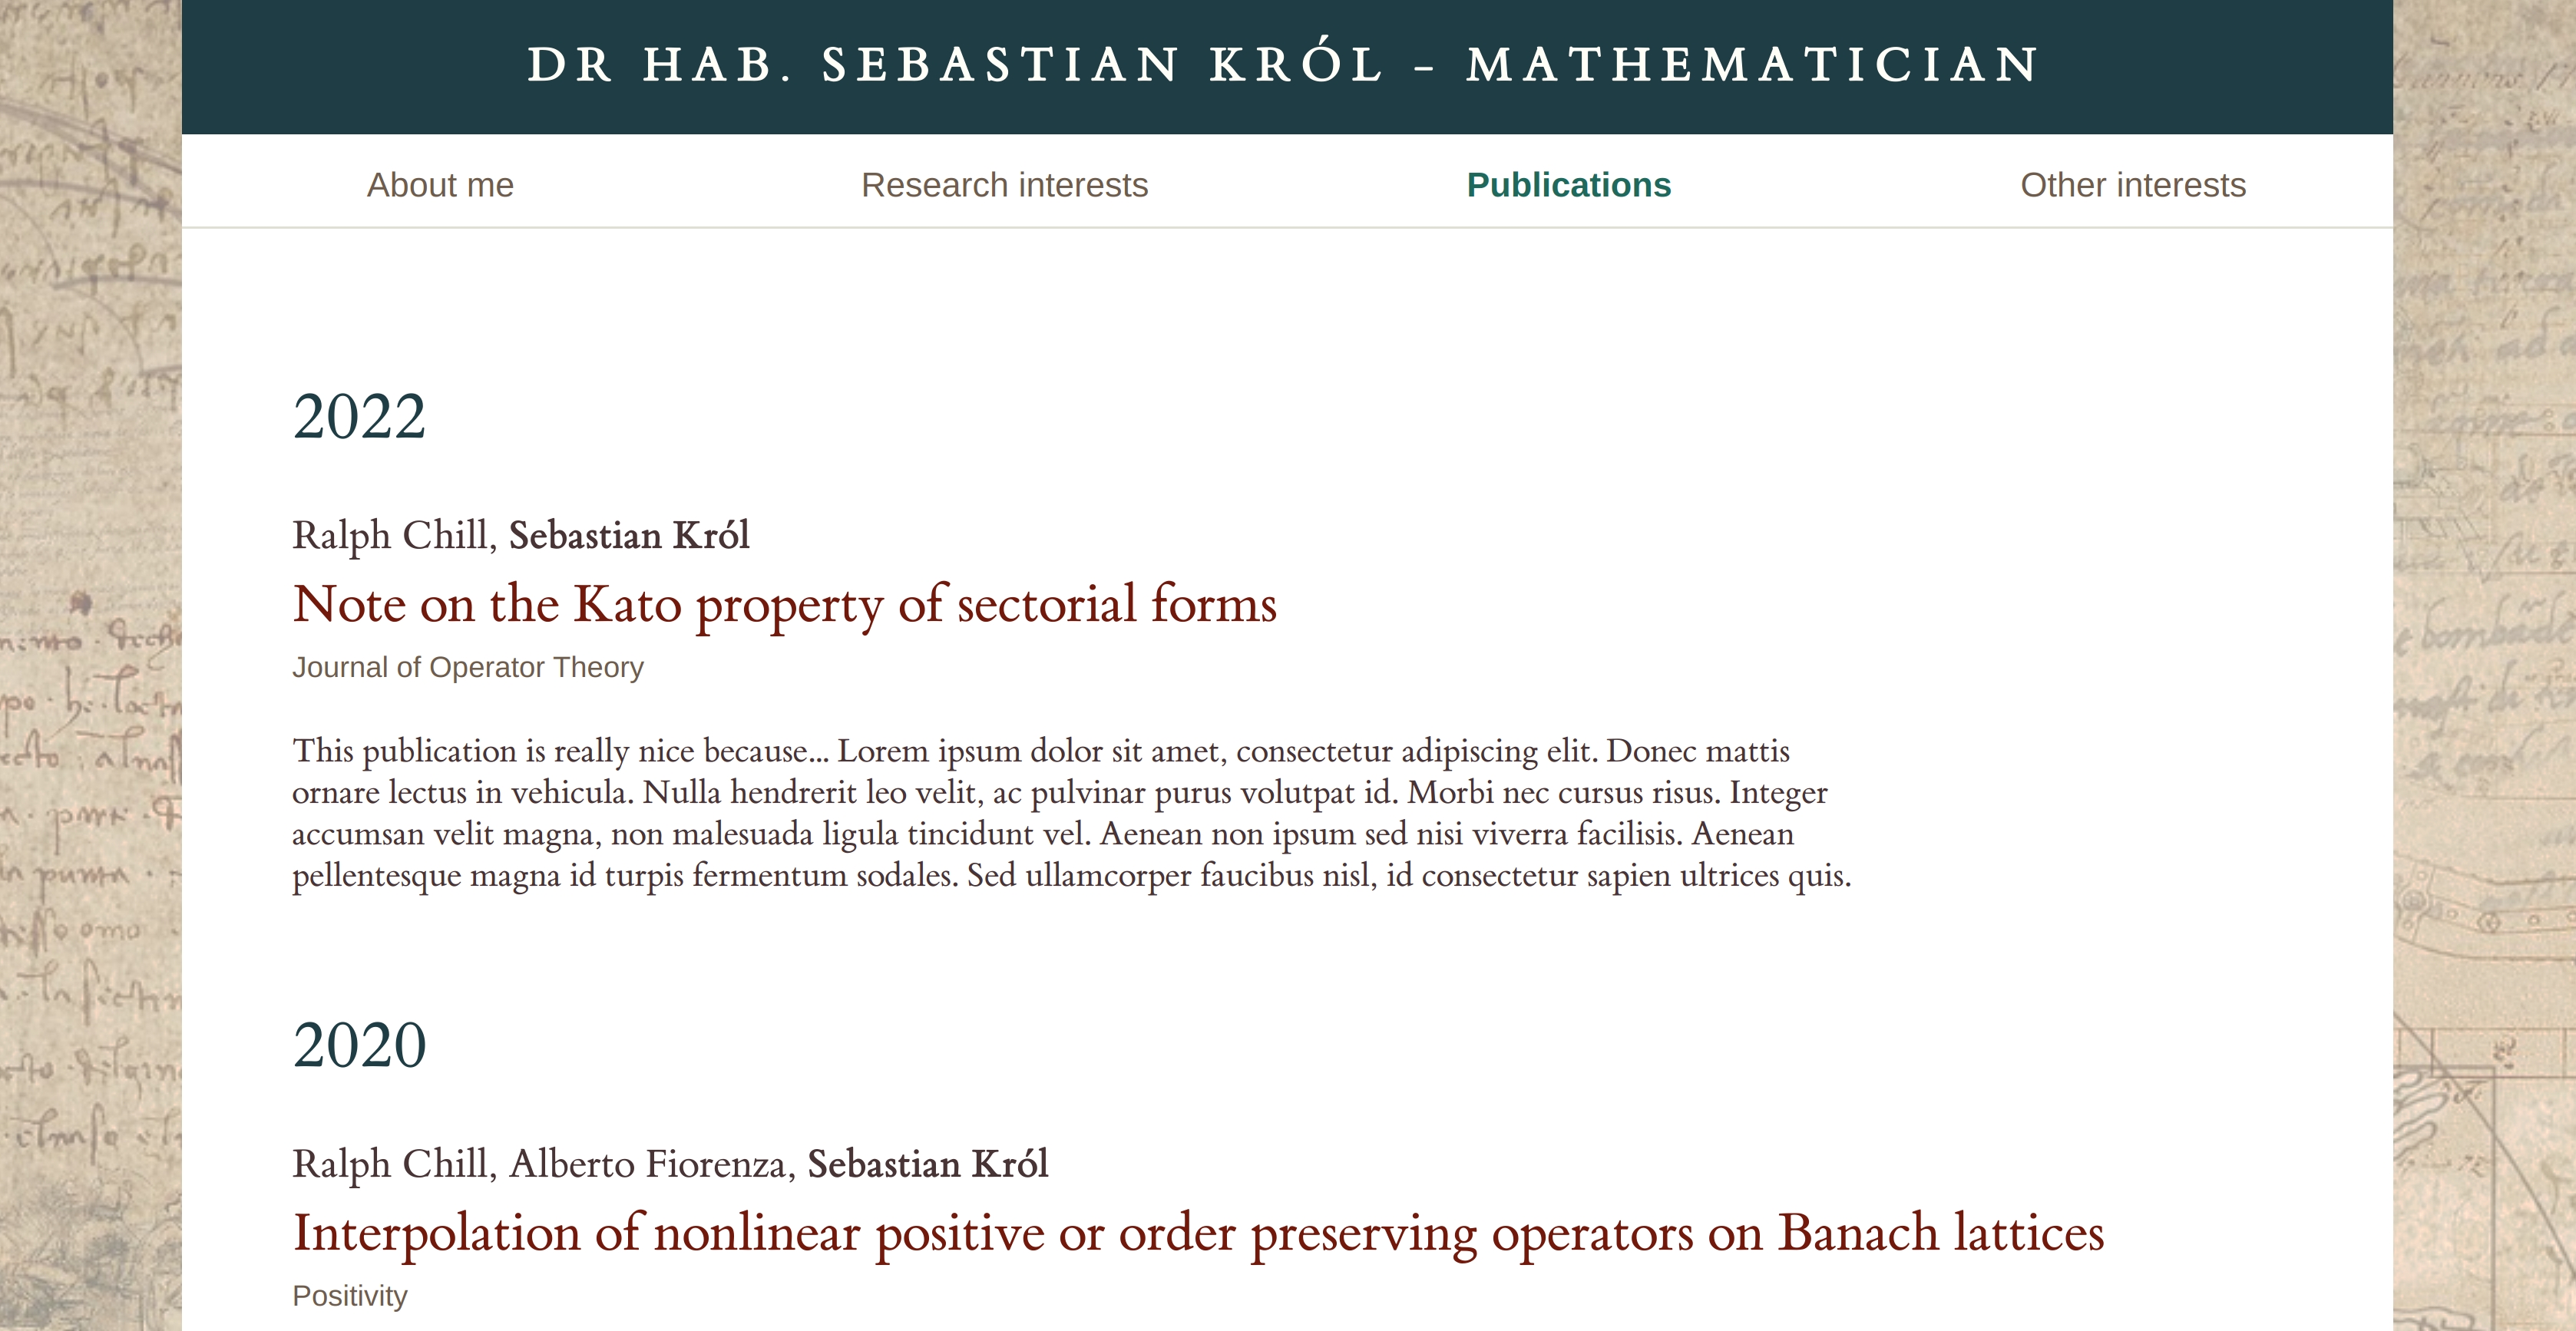 DR HAB. SEBASTIAN KRÓL – MATHEMATICIAN
About me
Research interests
Publications
Other interests
2022
Ralph Chill, Sebastian Król
Note on the Kato property of sectorial forms
Journal of Operator Theory
This publication is really nice because... Lorem ipsum dolor sit amet, consectetur adipiscing elit. Donec mattis
ornare lectus in vehicula. Nulla hendrerit leo velit, ac pulvinar purus volutpat id. Morbi nec cursus risus. Integer
accumsan velit magna, non malesuada ligula tincidunt vel. Aenean non ipsum sed nisi viverra facilisis. Aenean
pellentesque magna id turpis fermentum sodales. Sed ullamcorper faucibus nisl, id consectetur sapien ultrices quis.
2020
Ralph Chill, Alberto Fiorenza, Sebastian Król
Interpolation of nonlinear positive or order preserving operators on Banach lattices
Positivity